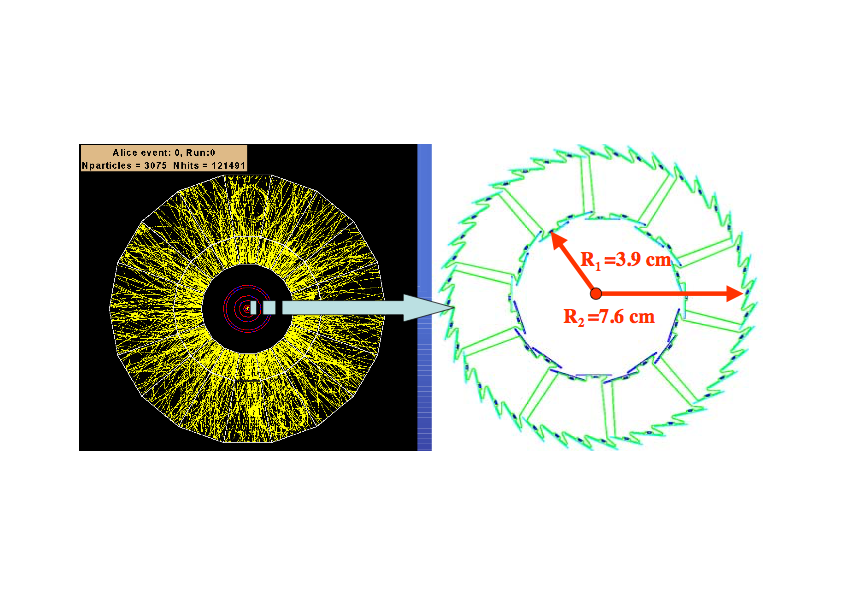 Alice event: 0, Run:0
Nparticles = 3075 Nhits = 121491
R₁=3.9 cm
R₂=7.6 cm